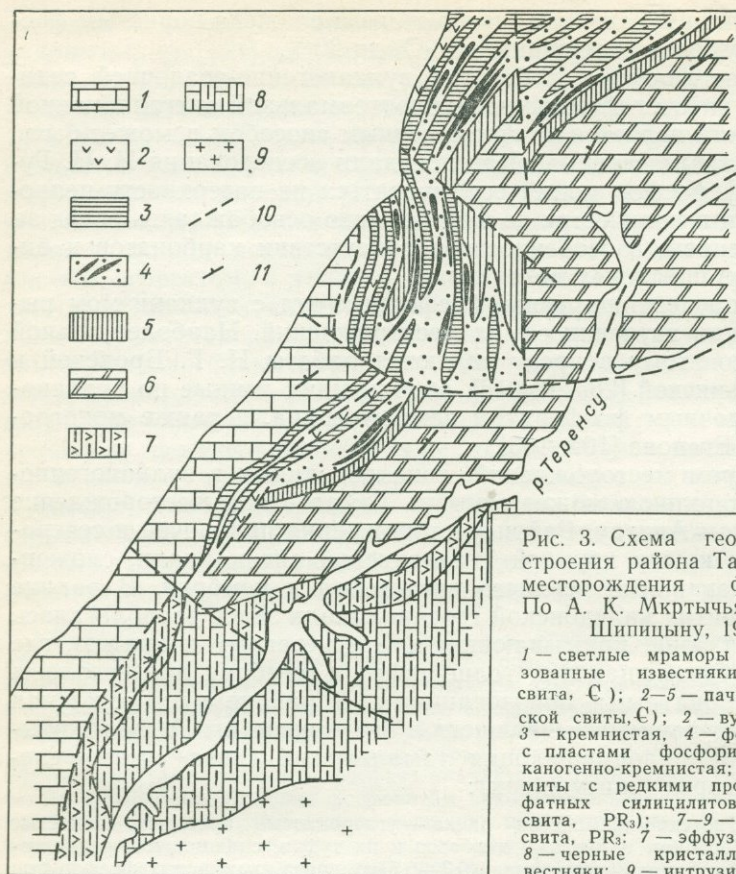 1
8
2
9
3
10
4
11
5
6
7
р. Теренсу
Рис. 3. Схема гео
строения района Та
месторождения ф
По А. К. Мкртычья
Шипицыну, 19
1 — светлые мраморы
зованные известняки
свита, Є); 2—5 — пач
ской свиты, Є); 2 — ву
3 — кремнистая, 4 — фо
с пластами фосфори
каногенно-кремнистая;
миты с редкими про
фатных силицилитов
свита, PR₃); 7—9 —
свита, PR₃: 7 — эффуз
8 — черные кристалл
вестняки; 9 — интрузи